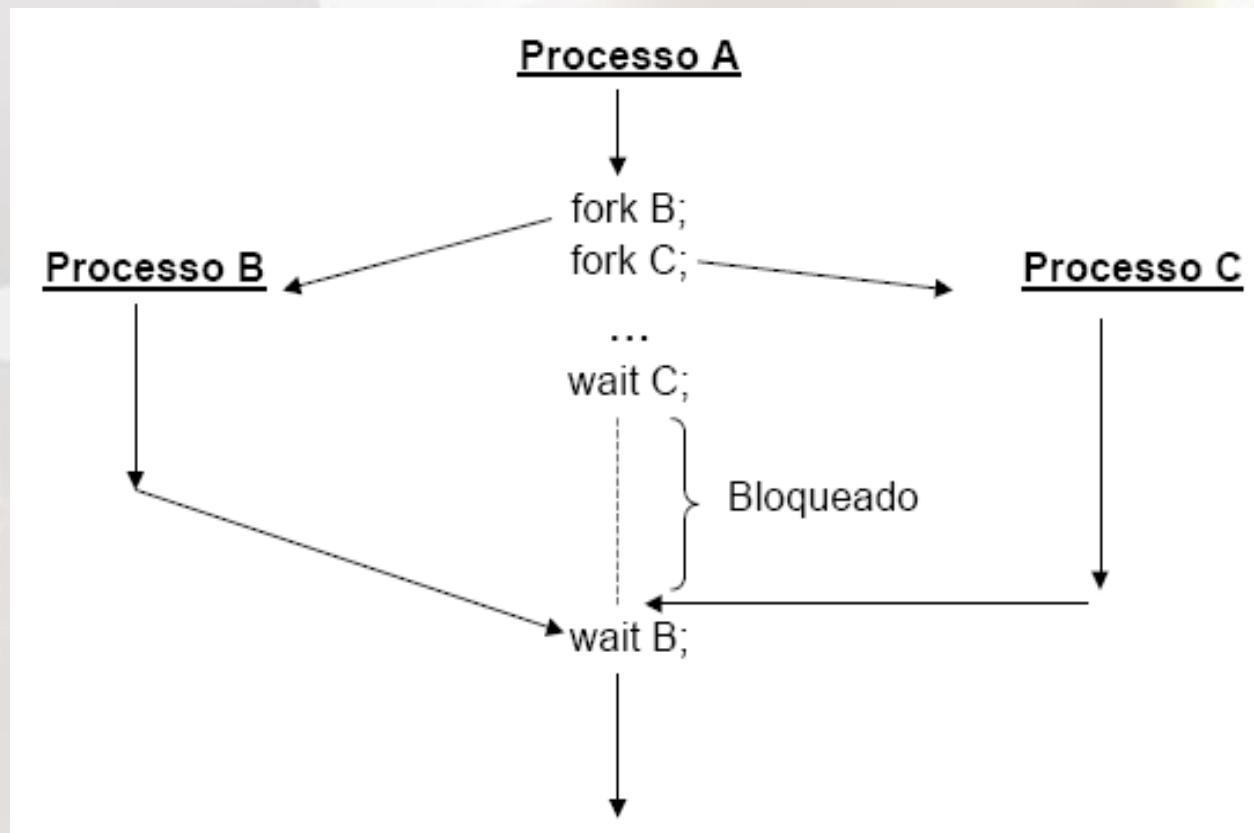 Processo A
fork B;
Processo B
fork C;
Processo C
...
wait C;
Bloqueado
wait B;